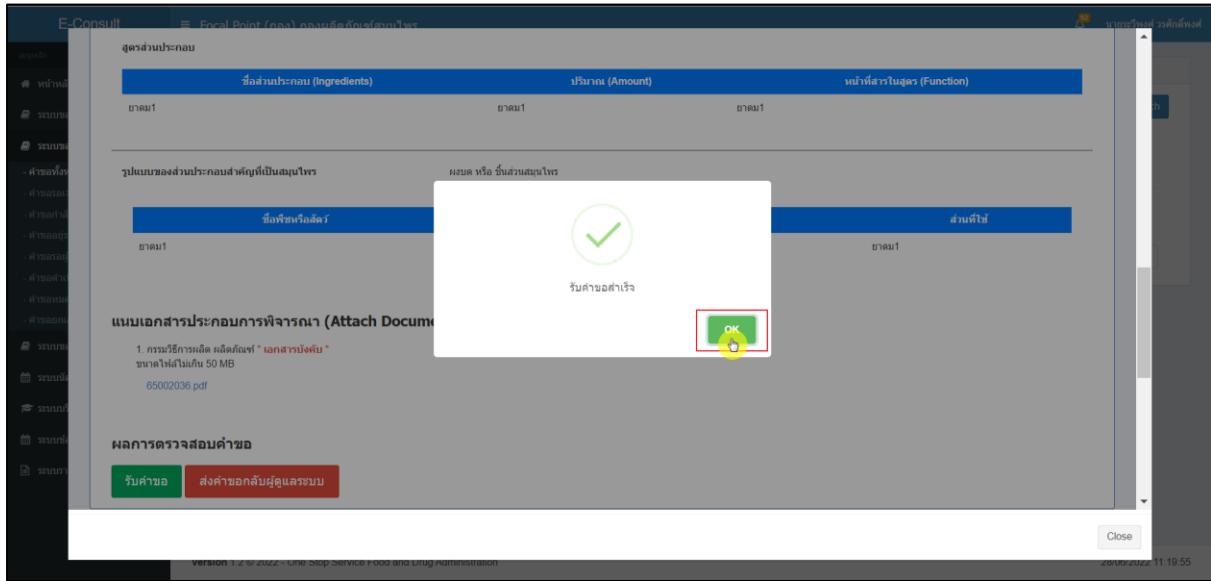 E-Consult
Focal Point (กอง) กองผลิตภัณฑ์สมุนไพร
สูตรส่วนประกอบ
ชื่อส่วนประกอบ (Ingredients) ปริมาณ (Amount) หน้าที่สารในสูตร (Function)
ยาดม1 ยาดม1 ยาดม1
รูปแบบของส่วนประกอบสำคัญที่เป็นสมุนไพร ผงบด หรือ ชิ้นส่วนสมุนไพร
ชื่อพืชหรือสัตว์ ส่วนที่ใช้
ยาดม1 ยาดม1
รับคำขอสำเร็จ
OK
แนบเอกสารประกอบการพิจารณา (Attach Docume
1. กรรมวิธีการผลิต ผลิตภัณฑ์ * เอกสารบังคับ *
ขนาดไฟล์ไม่เกิน 50 MB
65002036.pdf
ผลการตรวจสอบคำขอ
รับคำขอ ส่งคำขอกลับผู้ดูแลระบบ
Close
Version 1.2 © 2022 - One Stop Service Food and Drug Administration 28/06/2022 11:19:55